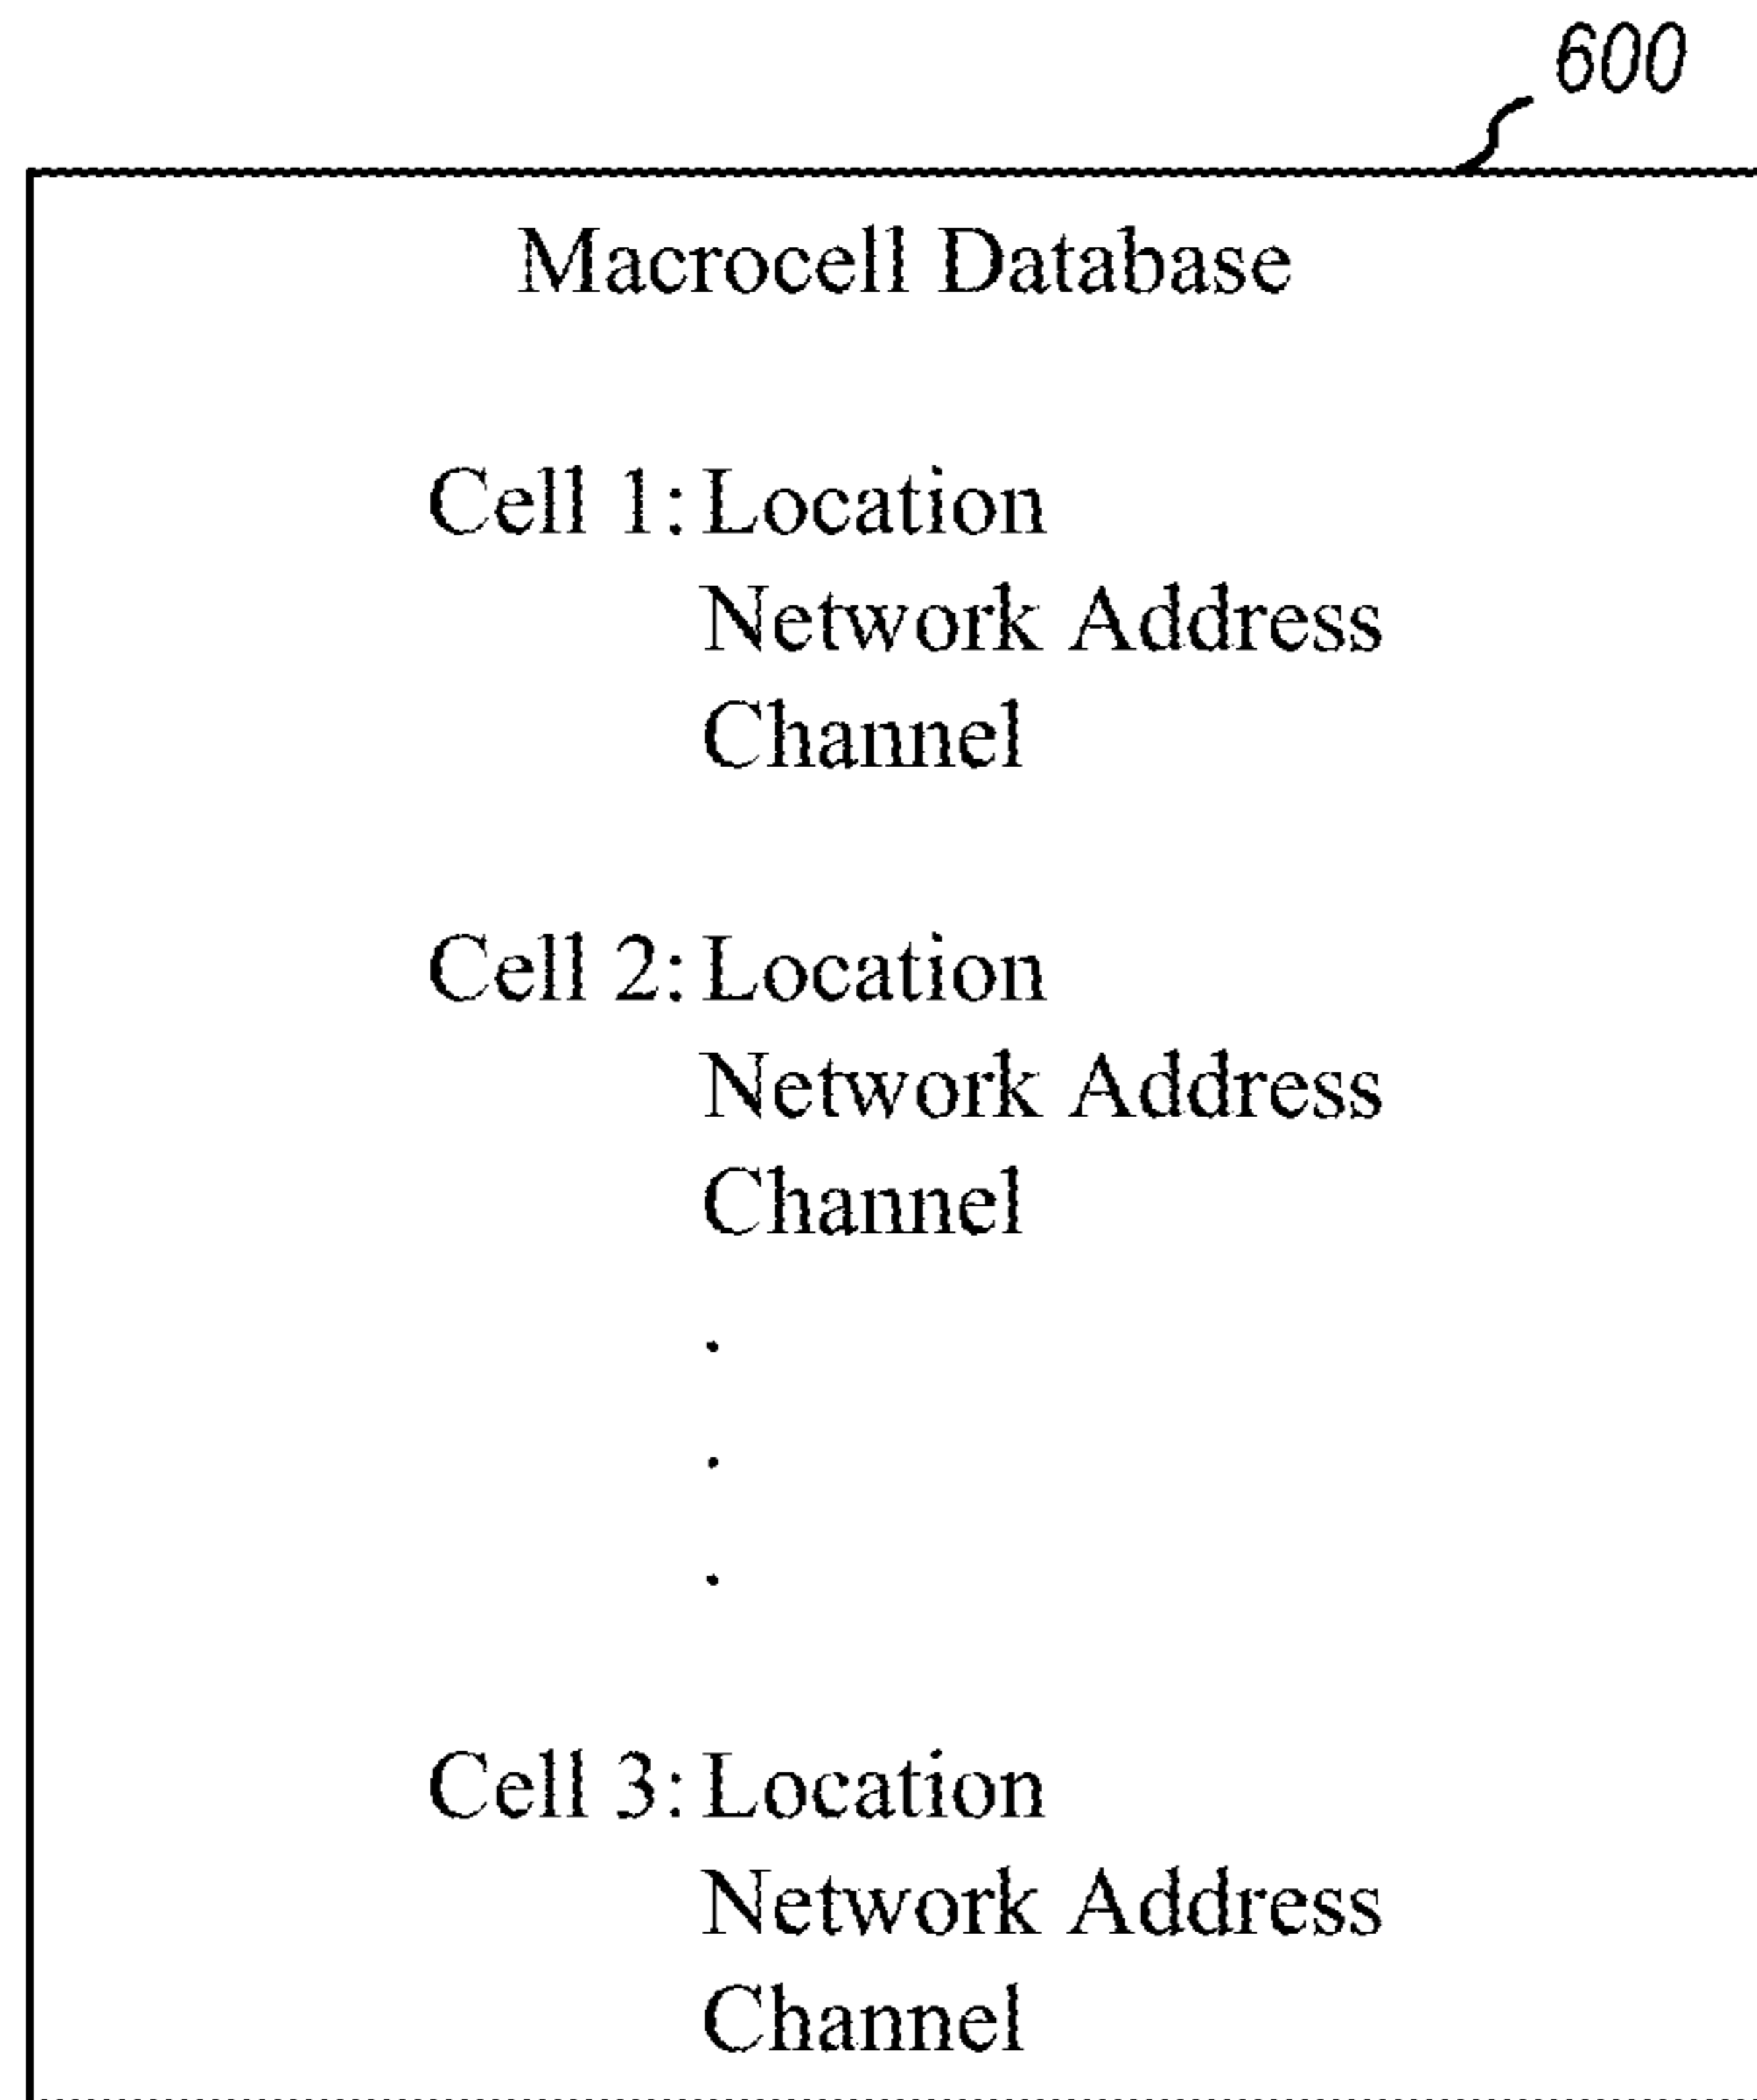 600
Macrocell Database
Cell 1: Location
Network Address
Channel
Cell 2: Location
Network Address
Channel
.
.
.
Cell 3: Location
Network Address
Channel